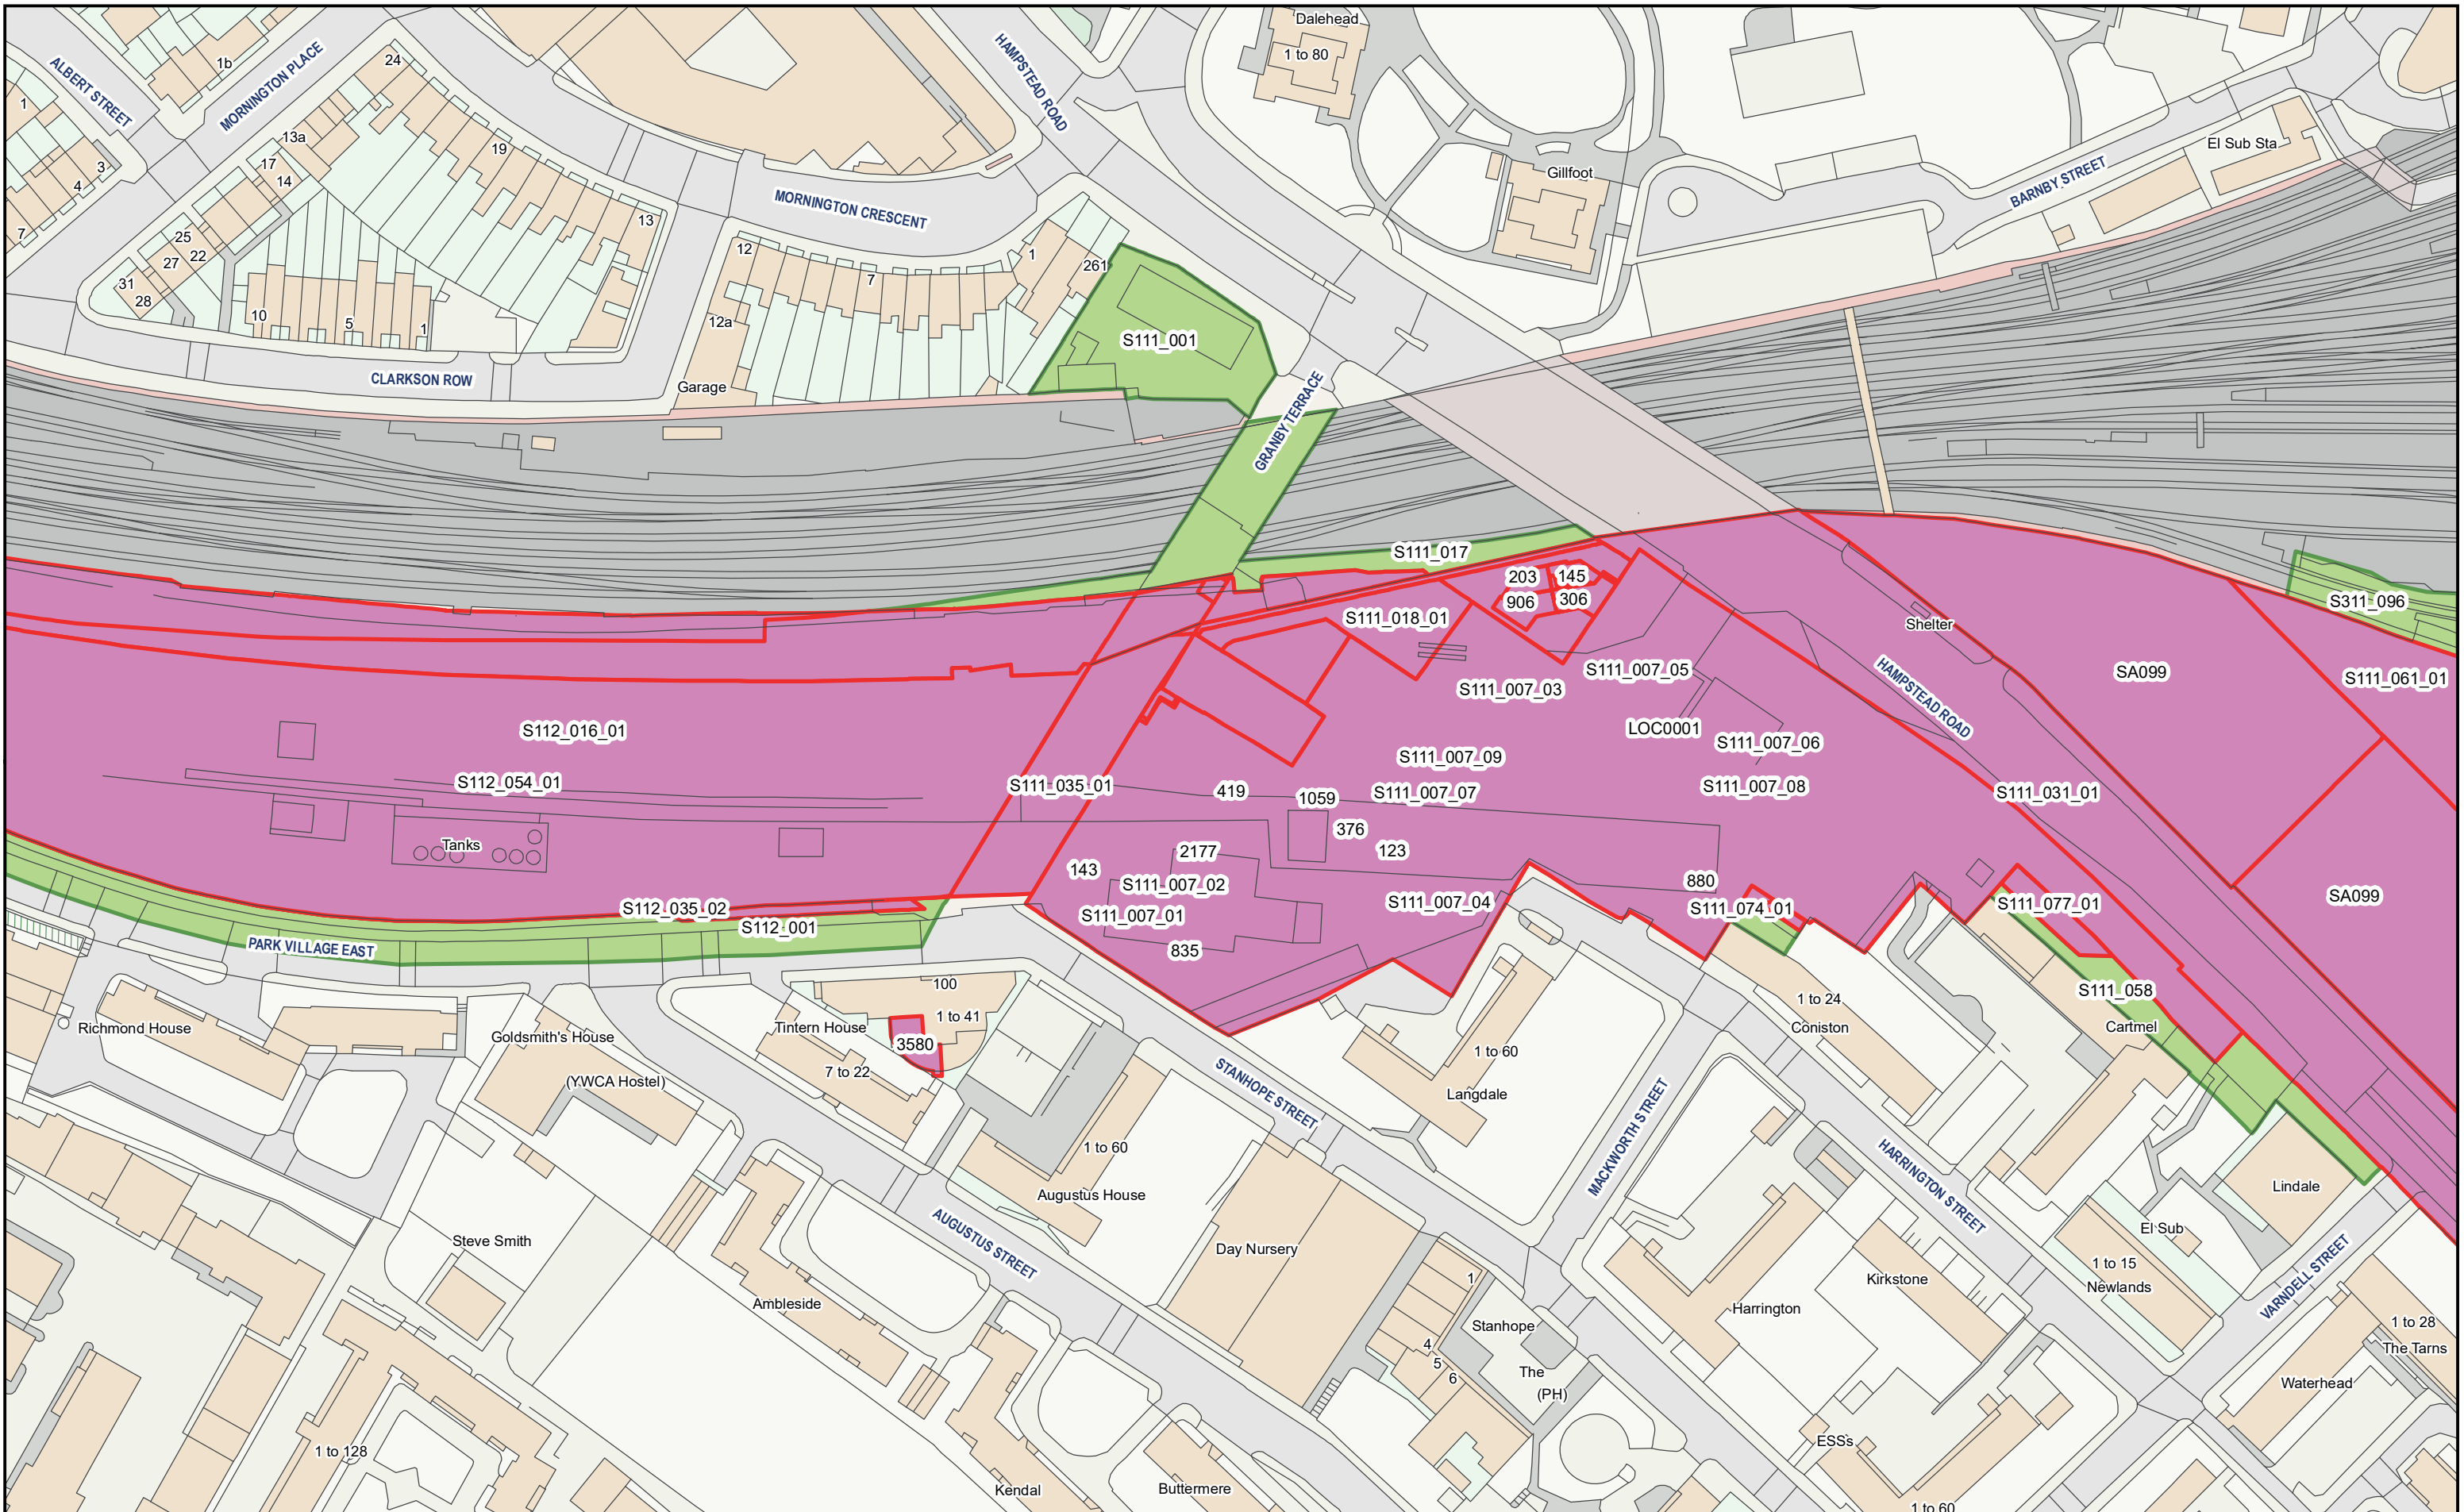 Dalehead
1 to 80
HAMPSTEAD ROAD
ALBERT STREET
MORNINGTON PLACE
1b
24
1
13a
19
17
14
3
4
7
25
22
27
31
28
13
MORNINGTON CRESCENT
12
7
1
261
12a
10
5
1
CLARKSON ROW
Garage
S111_001
GRANBY TERRACE
Gillfoot
BARNBY STREET
El Sub Sta
S111_017
203
145
906
306
S111_018_01
S311_096
Shelter
S111_007_05
SA099
S111_061_01
S111_007_03
HAMPSTEAD ROAD
S112_016_01
LOC0001
S111_007_06
S111_007_09
S112_054_01
S111_035_01
419
1059
S111_007_07
S111_007_08
S111_031_01
376
Tanks
123
2177
143
S111_007_02
880
SA099
S112_035_02
S111_007_01
S111_007_04
S111_074_01
S111_077_01
S112_001
835
PARK VILLAGE EAST
100
1 to 41
S111_058
1 to 24
Coniston
Cartmel
Richmond House
Goldsmith's House
Tintern House
3580
7 to 22
(YWCA Hostel)
1 to 60
Langdale
STANHOPE STREET
MACKWORTH STREET
1 to 60
Augustus House
HARRINGTON STREET
Lindale
El Sub
AUGUSTUS STREET
Steve Smith
Day Nursery
1 to 15
Newlands
VARNDELL STREET
Kirkstone
Harrington
Ambleside
1
Stanhope
4
5
6
The
(PH)
1 to 28
The Tarns
Waterhead
1 to 128
ESSs
Kendal
Buttermere
1 to 60